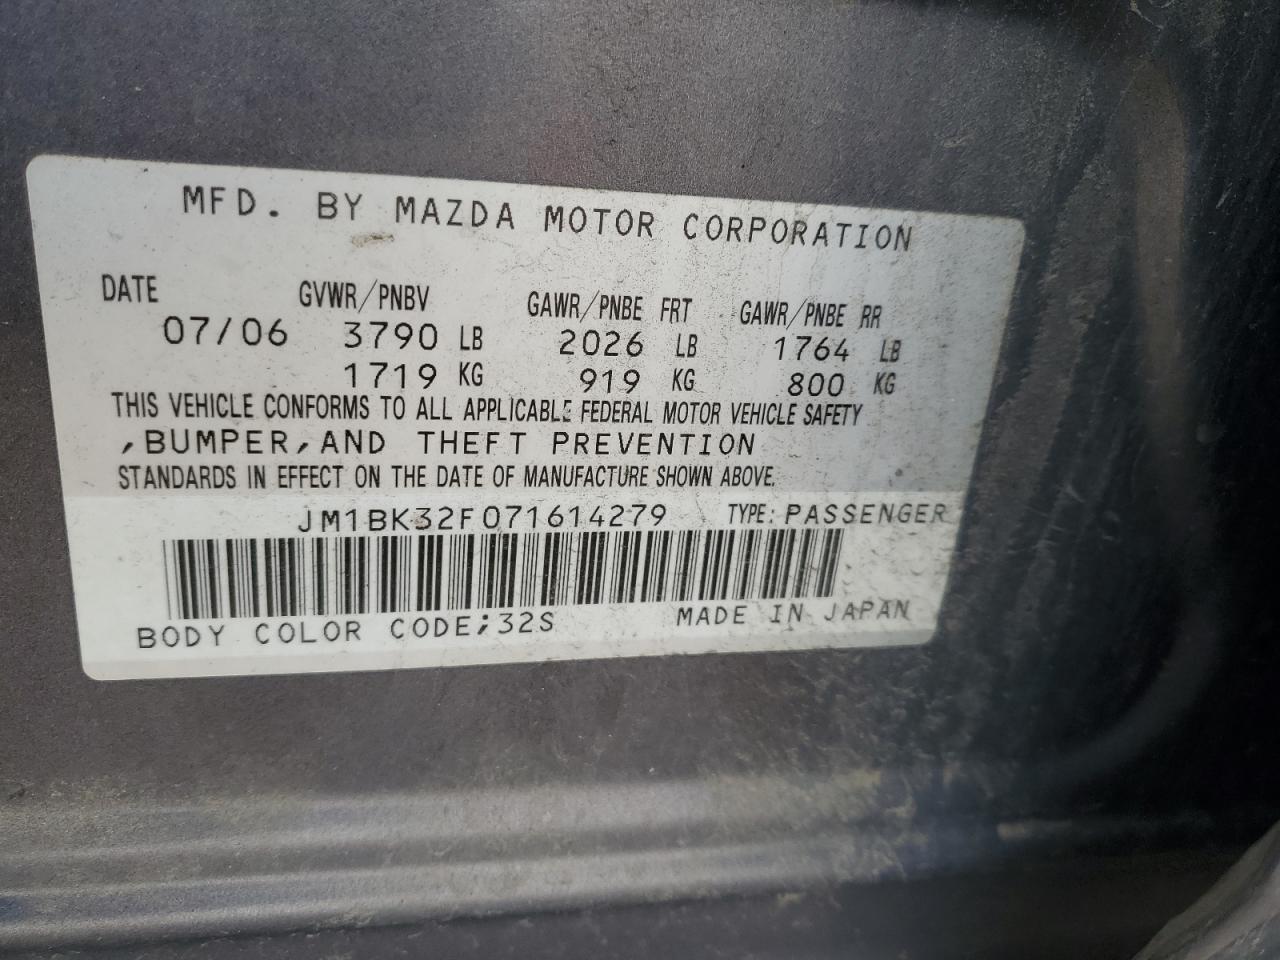 MFD. BY MAZDA MOTOR CORPORATION
DATE GVWR/PNBV GAWR/PNBE FRT GAWR/PNBE RR
07/06 3790 LB 2026 LB 1764 LB
1719 KG 919 KG 800 KG
THIS VEHICLE CONFORMS TO ALL APPLICABLE FEDERAL MOTOR VEHICLE SAFETY
,BUMPER,AND THEFT PREVENTION
STANDARDS IN EFFECT ON THE DATE OF MANUFACTURE SHOWN ABOVE.
JM1BK32F071614279 TYPE: PASSENGER
BODY COLOR CODE;32S MADE IN JAPAN